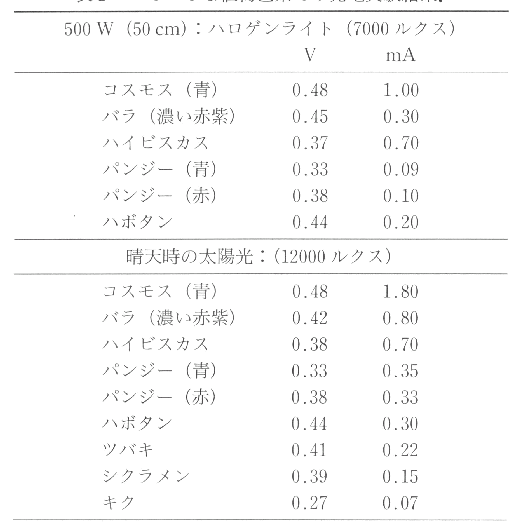 500 W (50 cm)：ハロゲンライト (7000 ルクス)
V mA
コスモス (青) 0.48 1.00
バラ (濃い赤紫) 0.45 0.30
ハイビスカス 0.37 0.70
パンジー (青) 0.33 0.09
パンジー (赤) 0.38 0.10
ハボタン 0.44 0.20
晴天時の太陽光：(12000 ルクス)
コスモス (青) 0.48 1.80
バラ (濃い赤紫) 0.42 0.80
ハイビスカス 0.38 0.70
パンジー (青) 0.33 0.35
パンジー (赤) 0.38 0.33
ハボタン 0.44 0.30
ツバキ 0.41 0.22
シクラメン 0.39 0.15
キク 0.27 0.07